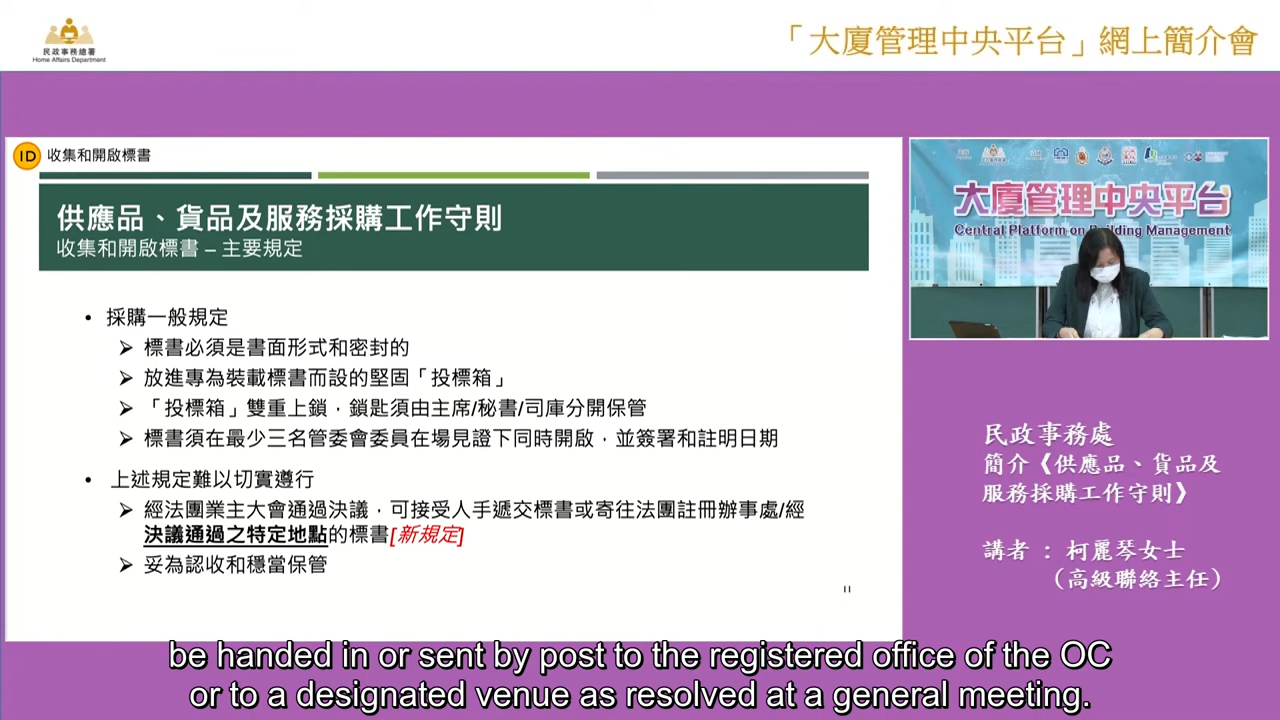 民政事務總署
Home Affairs Department
「大廈管理中央平台」網上簡介會
ID 收集和開啟標書
供應品、貨品及服務採購工作守則
收集和開啟標書 – 主要規定
• 採購一般規定
➢ 標書必須是書面形式和密封的
➢ 放進專為裝載標書而設的堅固「投標箱」
➢ 「投標箱」雙重上鎖，鎖匙須由主席/秘書/司庫分開保管
➢ 標書須在最少三名管委會委員在場見證下同時開啟，並簽署和註明日期
• 上述規定難以切實遵行
➢ 經法團業主大會通過決議，可接受人手遞交標書或寄往法團註冊辦事處/經
決議通過之特定地點的標書[新規定]
➢ 妥為認收和穩當保管
11
大廈管理中央平台
Central Platform on Building Management
民政事務處
簡介《供應品、貨品及
服務採購工作守則》
講者 ： 柯麗琴女士
（高級聯絡主任）
be handed in or sent by post to the registered office of the OC
or to a designated venue as resolved at a general meeting.